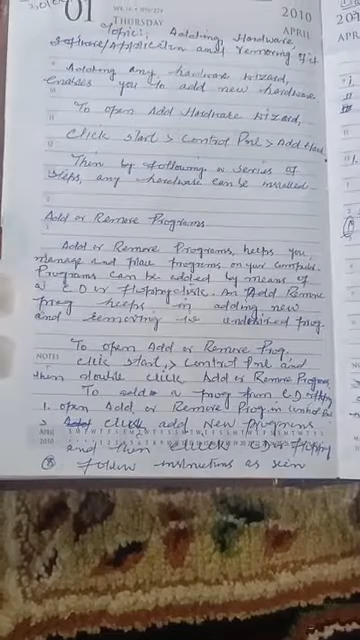 01
THURSDAY
2010
APRIL
Topic: Adding Hardware,
Software/Application and removing of it
Adding any hardware wizard,
enables you to add new hardware
To open Add Hardware wizard,
Click start > Control Pnl > Add Hard
Then by following a series of
steps, any hardware can be installed
Add or Remove Programs
Add or Remove Programs, helps you
manage and place programs on your computer.
Programs can be added by means of
a CD or floppydisk. An Add Remove
prog helps in adding new
and removing undesired prog
To open Add or Remove Prog,
NOTES click start, > Control Pnl and
then double click Add or Remove Programs
To add a prog from CD
1. open Add or Remove Prog in
click add New programs
APRIL
2010
and then click CD or Floppy
Follow instructions as seen